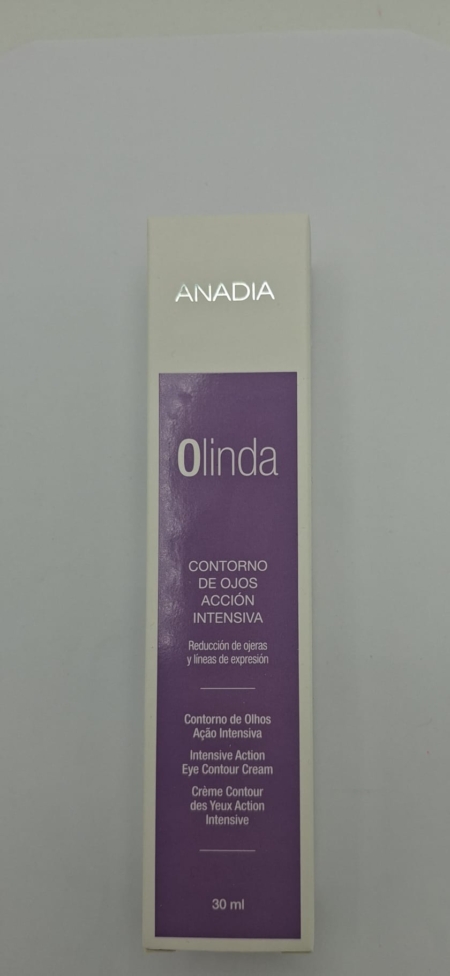 ANADIA
Olinda
CONTORNO
DE OJOS
ACCIÓN
INTENSIVA
Reducción de ojeras
y líneas de expresión
Contorno de Olhos
Ação Intensiva
Intensive Action
Eye Contour Cream
Crème Contour
des Yeux Action
Intensive
30 ml